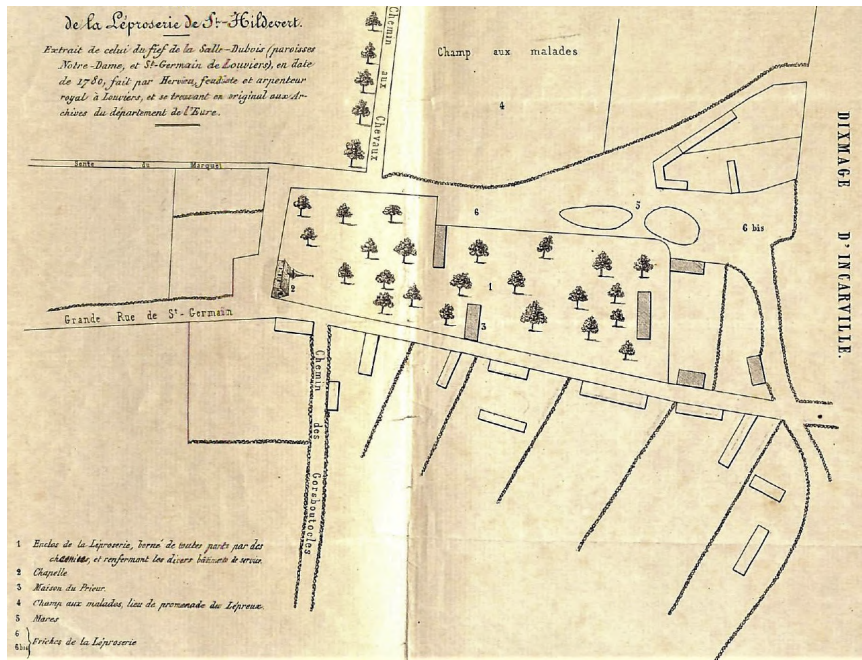 de la Léproserie de St-Hildevert.
Extrait de celui du fief de la Salle-Dubois (paroisses
Notre-Dame, et St-Germain de Louviers), en date
de 1780, fait par Hervieu, feudiste et arpenteur
royal à Louviers, et se trouvant en original aux Ar-
chives du département de l'Eure.
Chemin aux Chevaux
Champ aux malades
4
DIXMAGE D'INCARVILLE.
Sente du Marquet
6
5
6 bis
1
2
3
Grande Rue de St-Germain
Chemin des Gorsboutocles
1 Enclos de la Léproserie, borné de toutes parts par des
chemins, et renfermant les divers bâtiments
2 Chapelle
3 Maison du Prieur.
4 Champ aux malades, lieu de promenade des Lépreux.
5 Mares
6
6 bis
Friches de la Léproserie